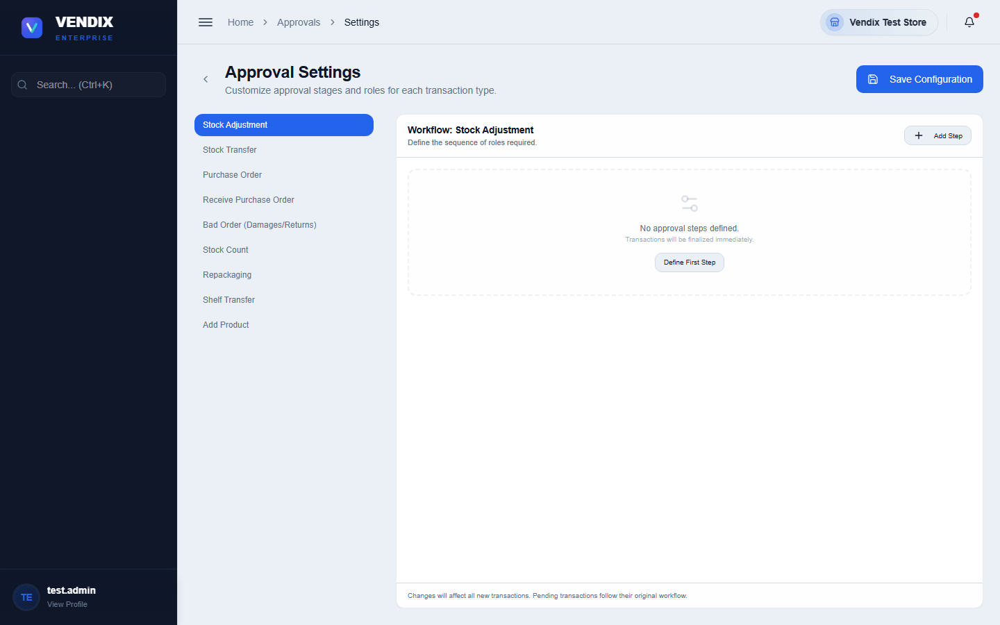 VENDIX
ENTERPRISE
Search... (Ctrl+K)
Home
Approvals
Settings
Vendix Test Store
Approval Settings
Customize approval stages and roles for each transaction type.
Save Configuration
Stock Adjustment
Stock Transfer
Purchase Order
Receive Purchase Order
Bad Order (Damages/Returns)
Stock Count
Repackaging
Shelf Transfer
Add Product
Workflow: Stock Adjustment
Define the sequence of roles required.
Add Step
No approval steps defined.
Transactions will be finalized immediately.
Define First Step
Changes will affect all new transactions. Pending transactions follow their original workflow.
TE
test.admin
View Profile